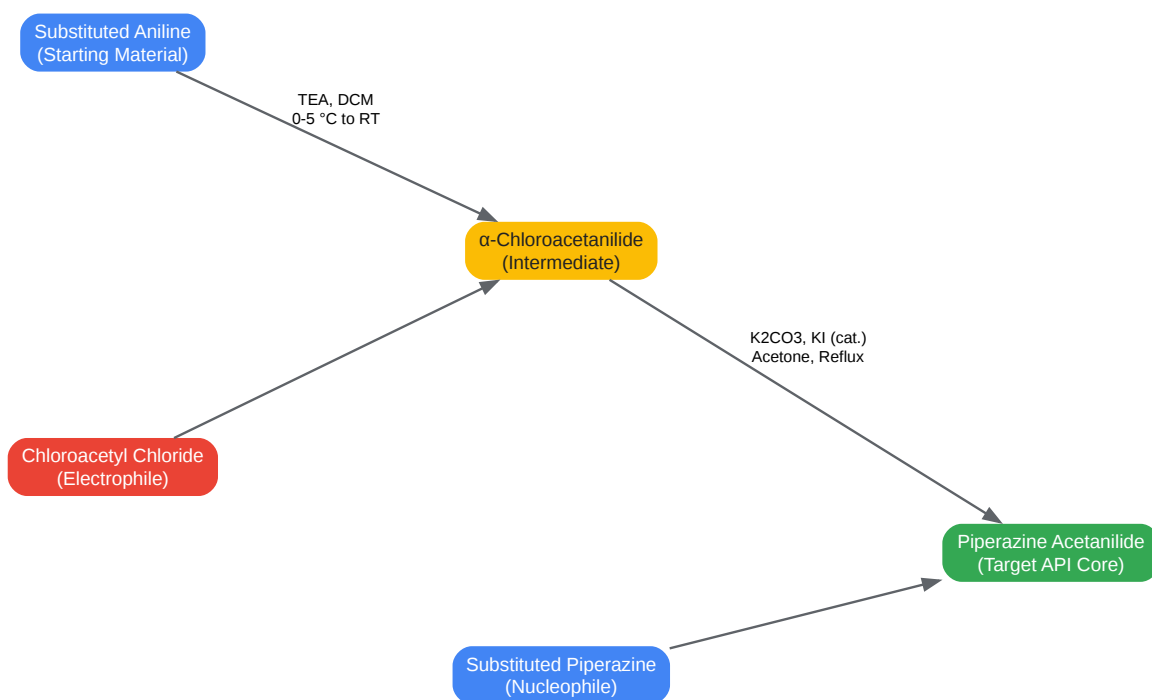 Substituted Aniline
(Starting Material)
TEA, DCM
0-5 °C to RT
α-Chloroacetanilide
(Intermediate)
K2CO3, KI (cat.)
Acetone, Reflux
Chloroacetyl Chloride
(Electrophile)
Piperazine Acetanilide
(Target API Core)
Substituted Piperazine
(Nucleophile)